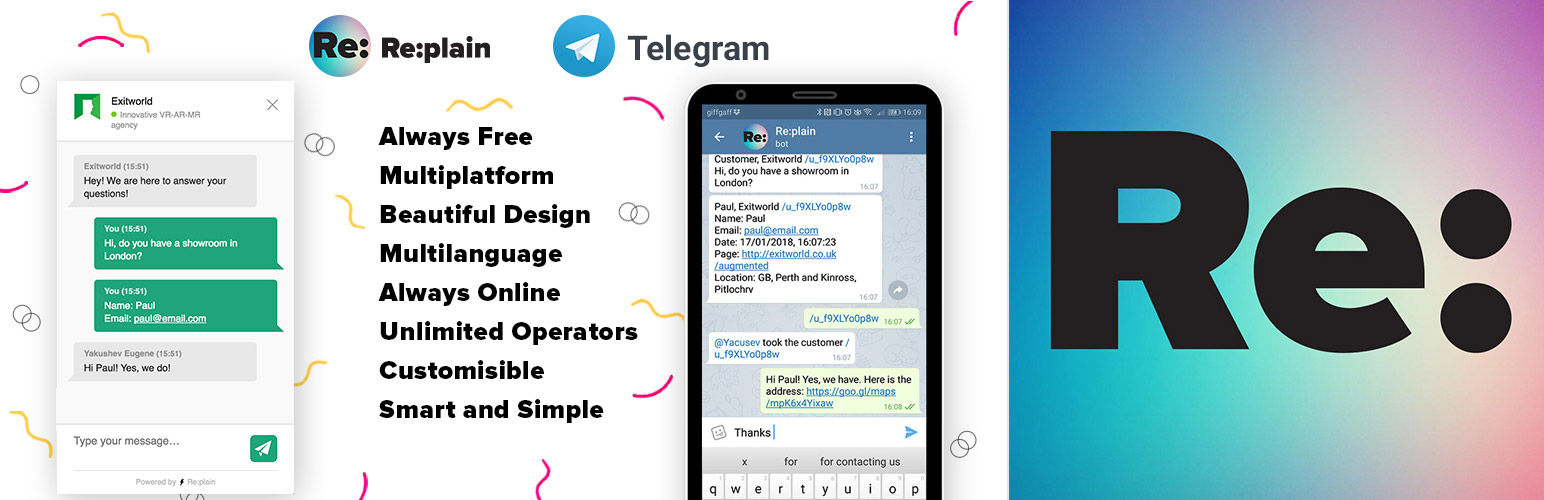 Re: Re:plain
Telegram
Exitworld
Innovative VR-AR-MR
agency
Exitworld (15:51)
Hey! We are here to answer your
questions!
You (15:51)
Hi, do you have a showroom in
London?
You (15:51)
Name: Paul
Email: paul@email.com
Yakushev Eugene (15:51)
Hi Paul! Yes, we do!
Type your message...
Powered by Re:plain
Always Free
Multiplatform
Beautiful Design
Multilanguage
Always Online
Unlimited Operators
Customisible
Smart and Simple
giffgaff 16:09
Re: Re:plain
bot
Customer, Exitworld /u_f9XLYo0p8w
Hi, do you have a showroom in
London?
16:07
Paul, Exitworld /u_f9XLYo0p8w
Name: Paul
Email: paul@email.com
Date: 17/01/2018, 16:07:23
Page: http://exitworld.co.uk
/augmented
Location: GB, Perth and Kinross,
Pitlochrv
16:07
/u_f9XLYo0p8w 16:07
@Yacusev took the customer /
u_f9XLYo0p8w 16:07
Hi Paul! Yes, we have. Here is the
address: https://goo.gl/maps
/mpK6x4Yixaw 16:08
Thanks
x for for contacting us
q w e r t y u i o p
Re: